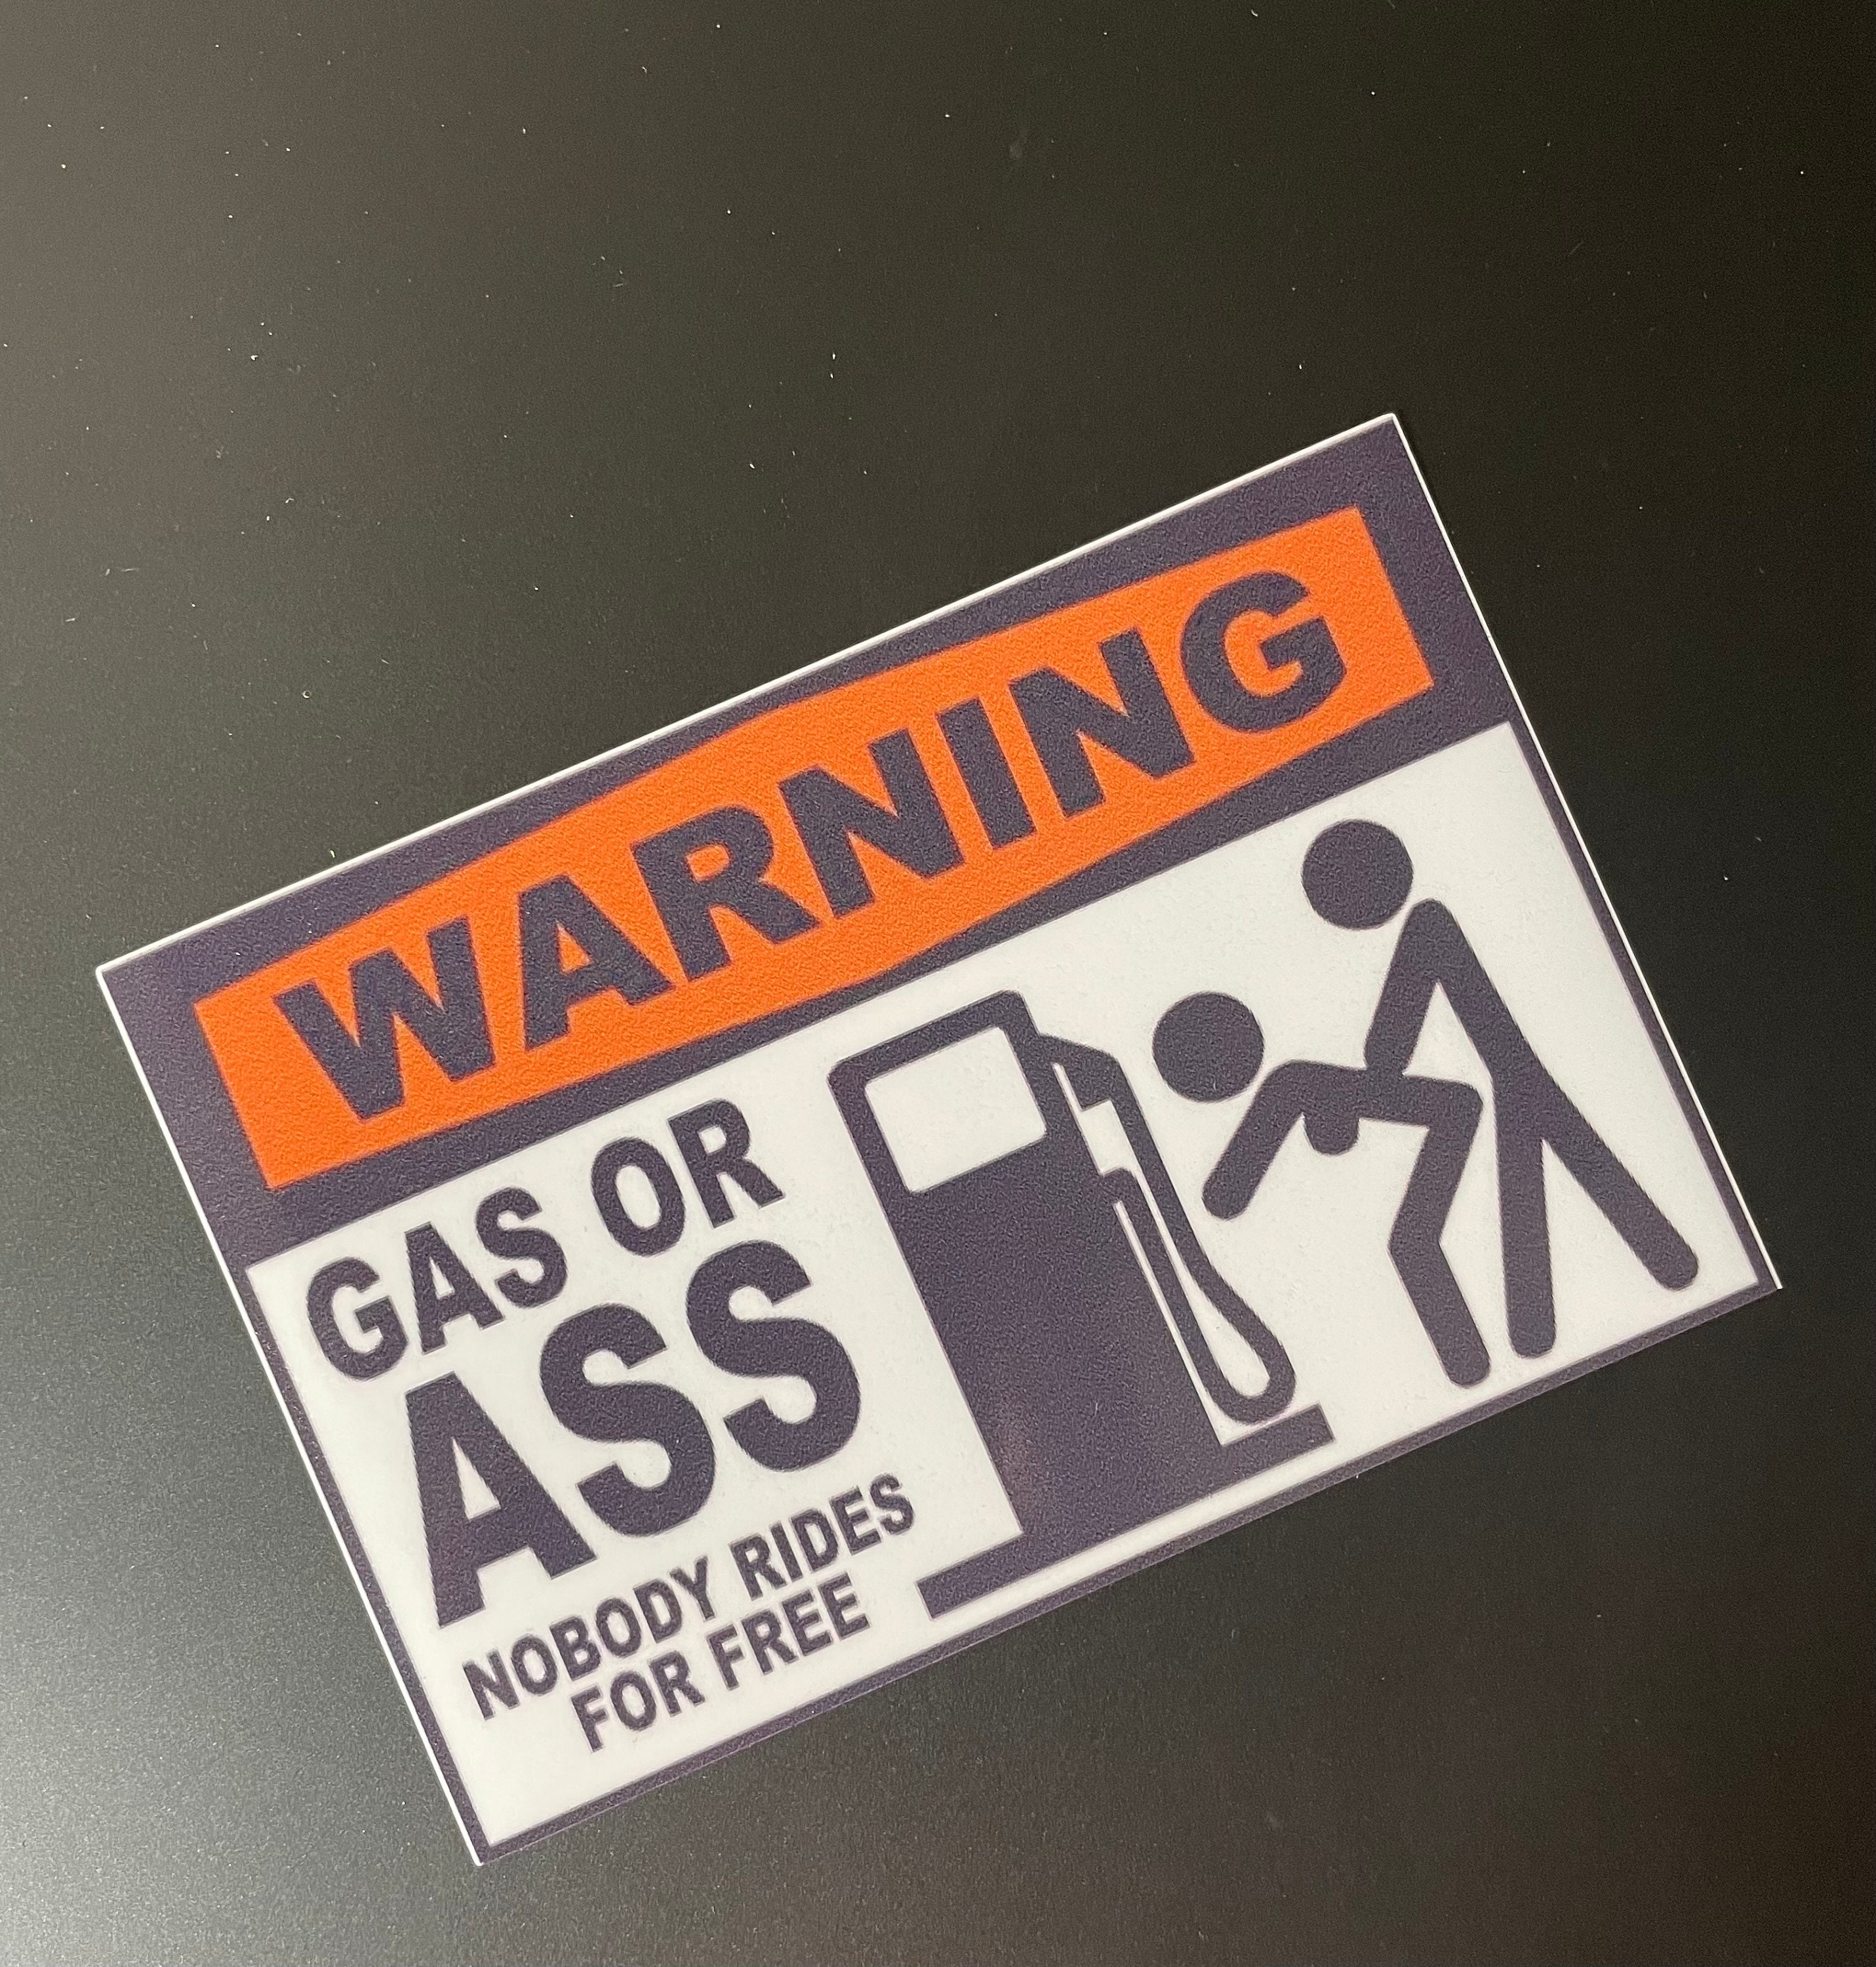 WARNING
GAS OR
ASS
NOBODY RIDES
FOR FREE